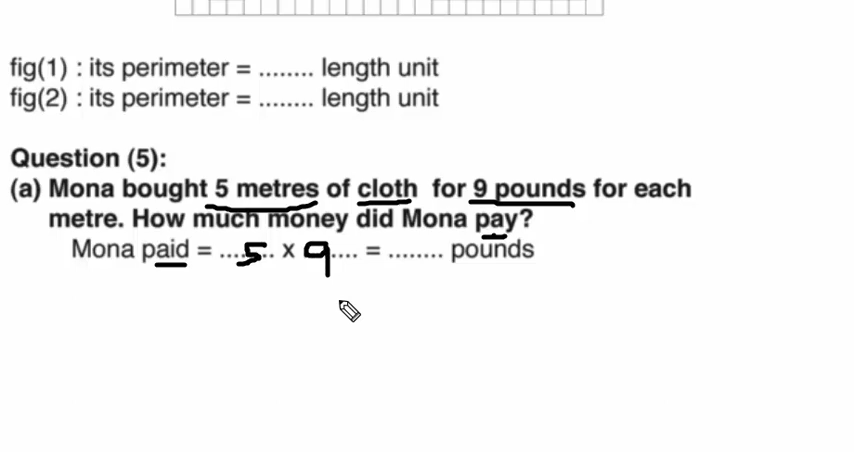 fig(1) : its perimeter = ........ length unit
fig(2) : its perimeter = ........ length unit
Question (5):
(a) Mona bought 5 metres of cloth for 9 pounds for each
metre. How much money did Mona pay?
Mona paid = ....5.. x 9.... = ........ pounds